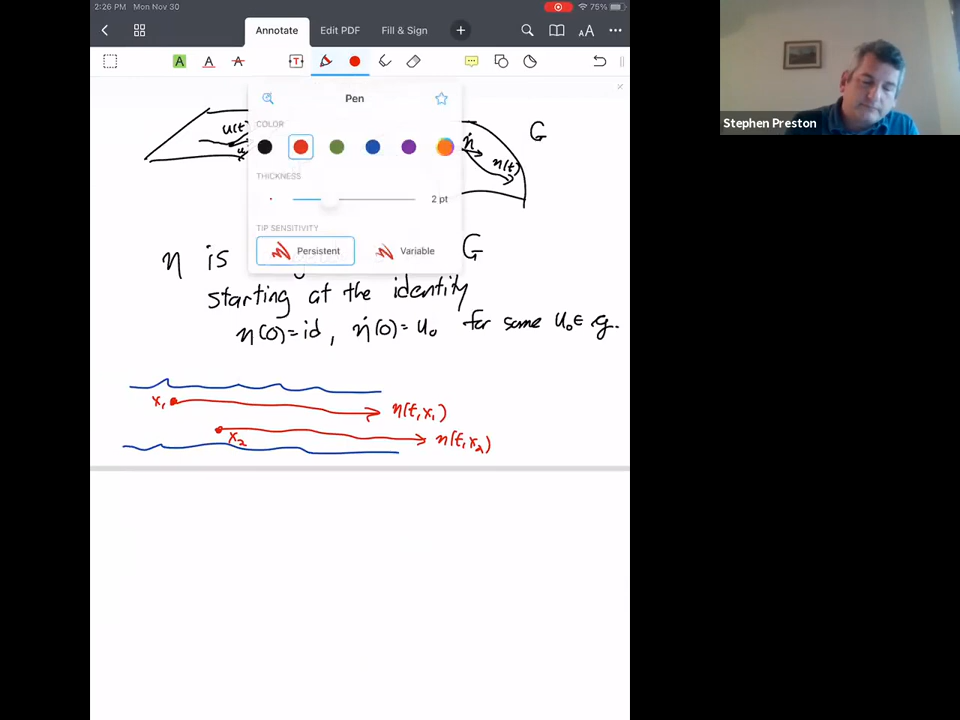 2:26 PM Mon Nov 30
75%
Annotate Edit PDF Fill & Sign
A A A T AA
Stephen Preston
Pen
COLOR
THICKNESS
2 pt
TIP SENSITIVITY
Persistent Variable
u(t) η̇ η(t) G
η is G
starting at the identity
η(0)=id, η̇(0)=u₀ for some u₀∈ g.
x₁ η(t,x₁)
x₂ η(t,x₂)